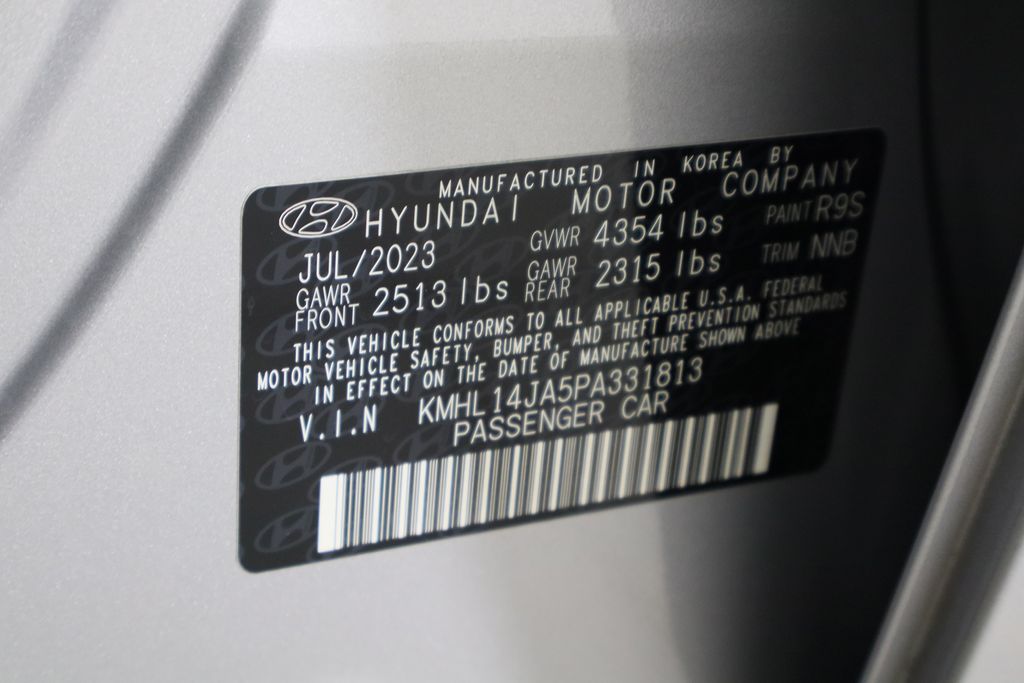 MANUFACTURED IN KOREA BY
HYUNDAI MOTOR COMPANY
JUL/2023 GVWR 4354 lbs PAINT R9S
GAWR FRONT 2513 lbs GAWR REAR 2315 lbs TRIM NNB
THIS VEHICLE CONFORMS TO ALL APPLICABLE U.S.A. FEDERAL
MOTOR VEHICLE SAFETY, BUMPER, AND THEFT PREVENTION STANDARDS
IN EFFECT ON THE DATE OF MANUFACTURE SHOWN ABOVE
V.I.N KMHL14JA5PA331813
PASSENGER CAR